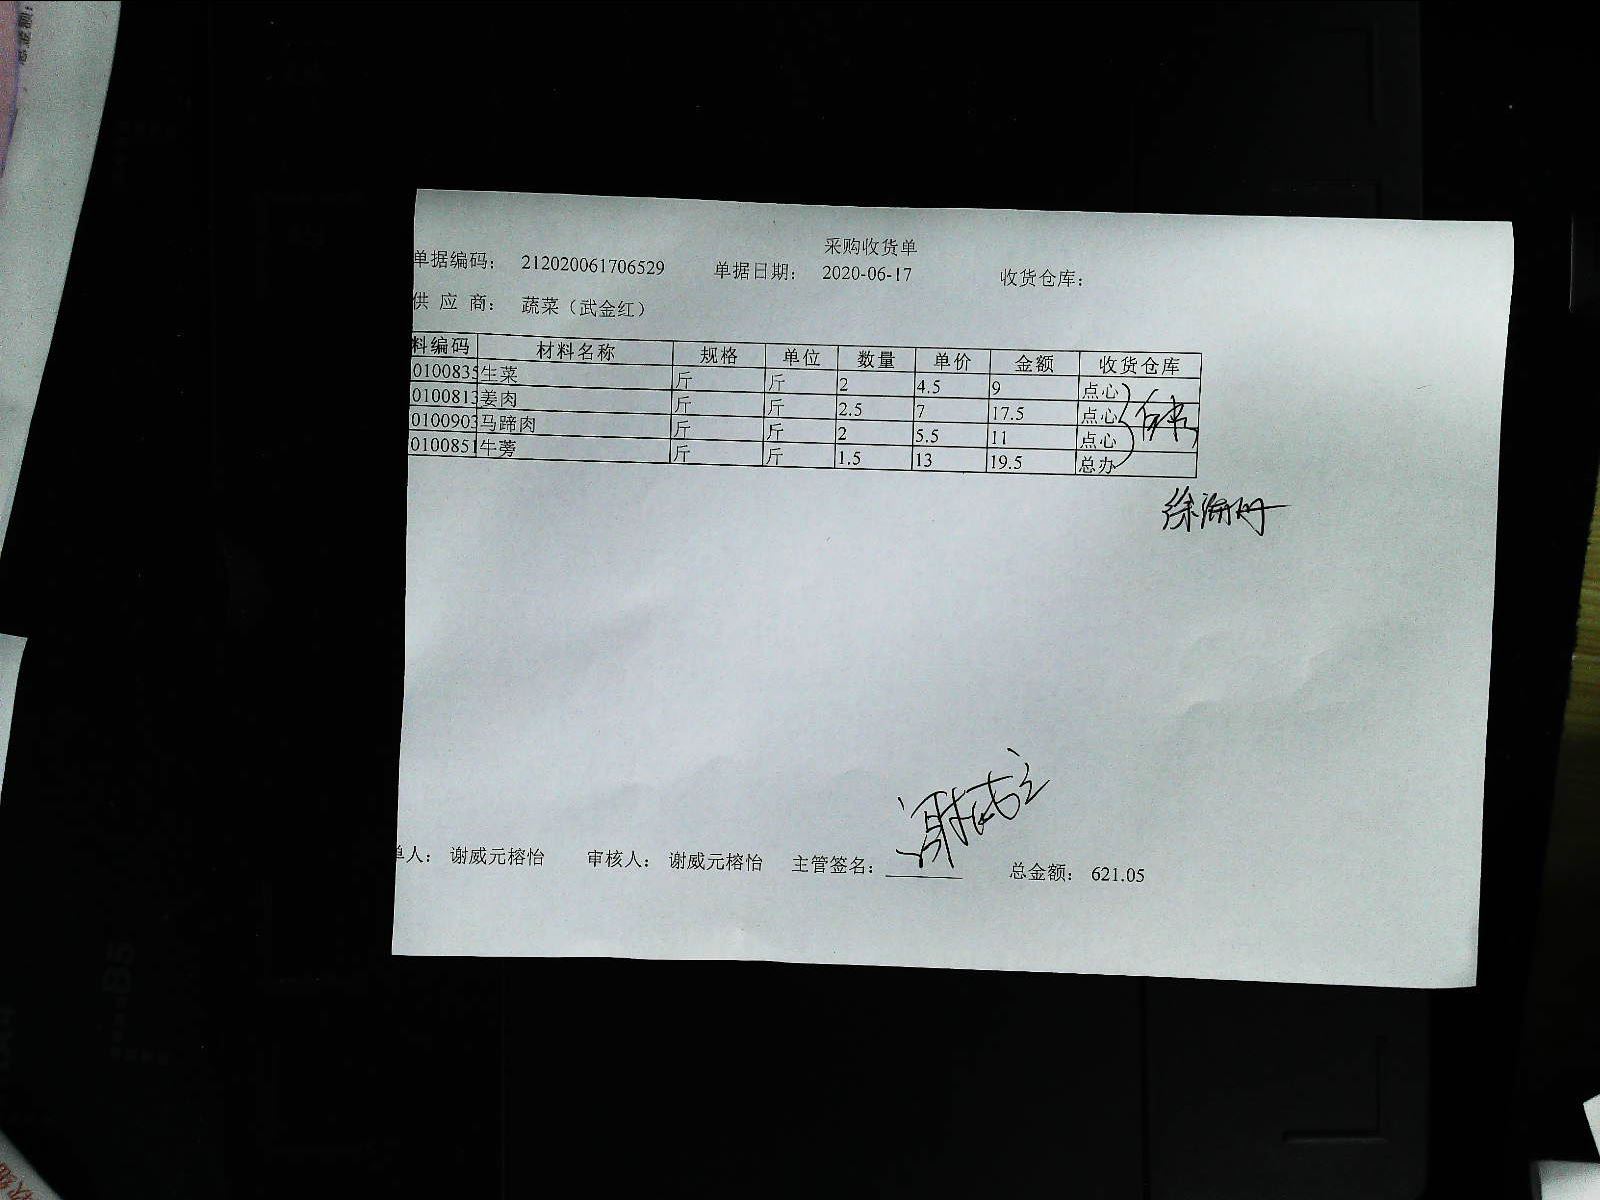 采购收货单
单据编码： 212020061706529 单据日期： 2020-06-17 收货仓库：
供 应 商： 蔬菜（武金红）
料编码 材料名称 规格 单位 数量 单价 金额 收货仓库
0100835 生菜 斤 斤 2 4.5 9 点心
0100813 姜肉 斤 斤 2.5 7 17.5 点心
0100903 马蹄肉 斤 斤 2 5.5 11 点心
0100851 牛蒡 斤 斤 1.5 13 19.5 总办
单人： 谢威元榕怡 审核人： 谢威元榕怡 主管签名： 总金额： 621.05
B5